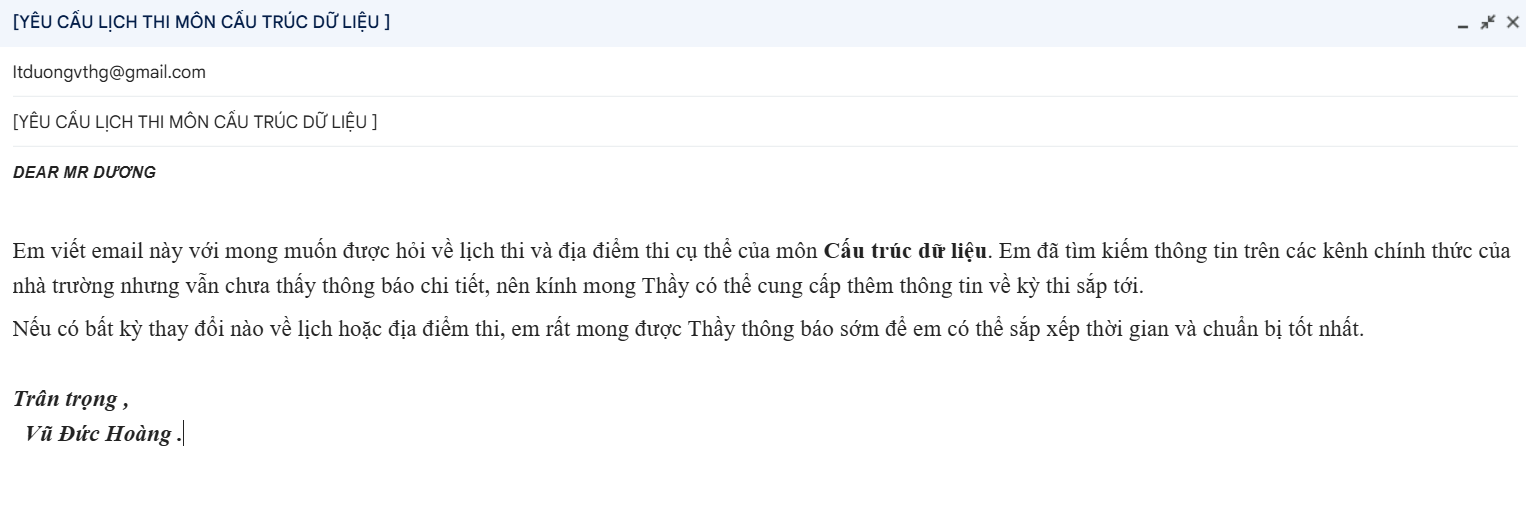 [YÊU CẦU LỊCH THI MÔN CẤU TRÚC DỮ LIỆU ]
ltduongvthg@gmail.com
[YÊU CẦU LỊCH THI MÔN CẤU TRÚC DỮ LIỆU ]
DEAR MR DƯƠNG
Em viết email này với mong muốn được hỏi về lịch thi và địa điểm thi cụ thể của môn Cấu trúc dữ liệu. Em đã tìm kiếm thông tin trên các kênh chính thức của
nhà trường nhưng vẫn chưa thấy thông báo chi tiết, nên kính mong Thầy có thể cung cấp thêm thông tin về kỳ thi sắp tới.
Nếu có bất kỳ thay đổi nào về lịch hoặc địa điểm thi, em rất mong được Thầy thông báo sớm để em có thể sắp xếp thời gian và chuẩn bị tốt nhất.
Trân trọng ,
Vũ Đức Hoàng .